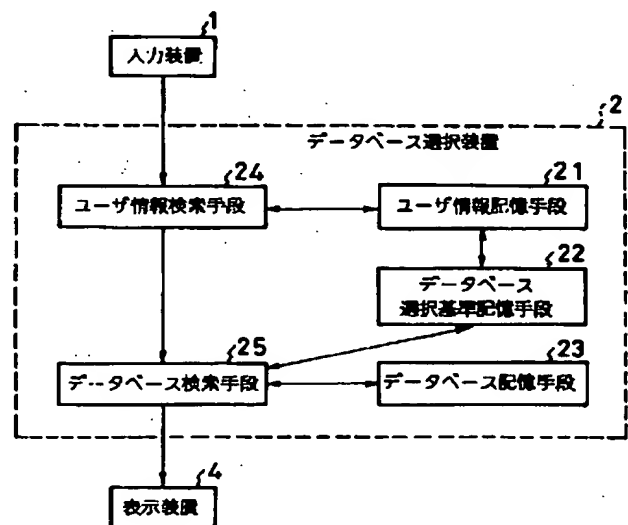 1
入力装置
2
データベース選択装置
24
ユーザ情報検索手段
21
ユーザ情報記憶手段
22
データベース
選択基準記憶手段
25
データベース検索手段
23
データベース記憶手段
4
表示装置